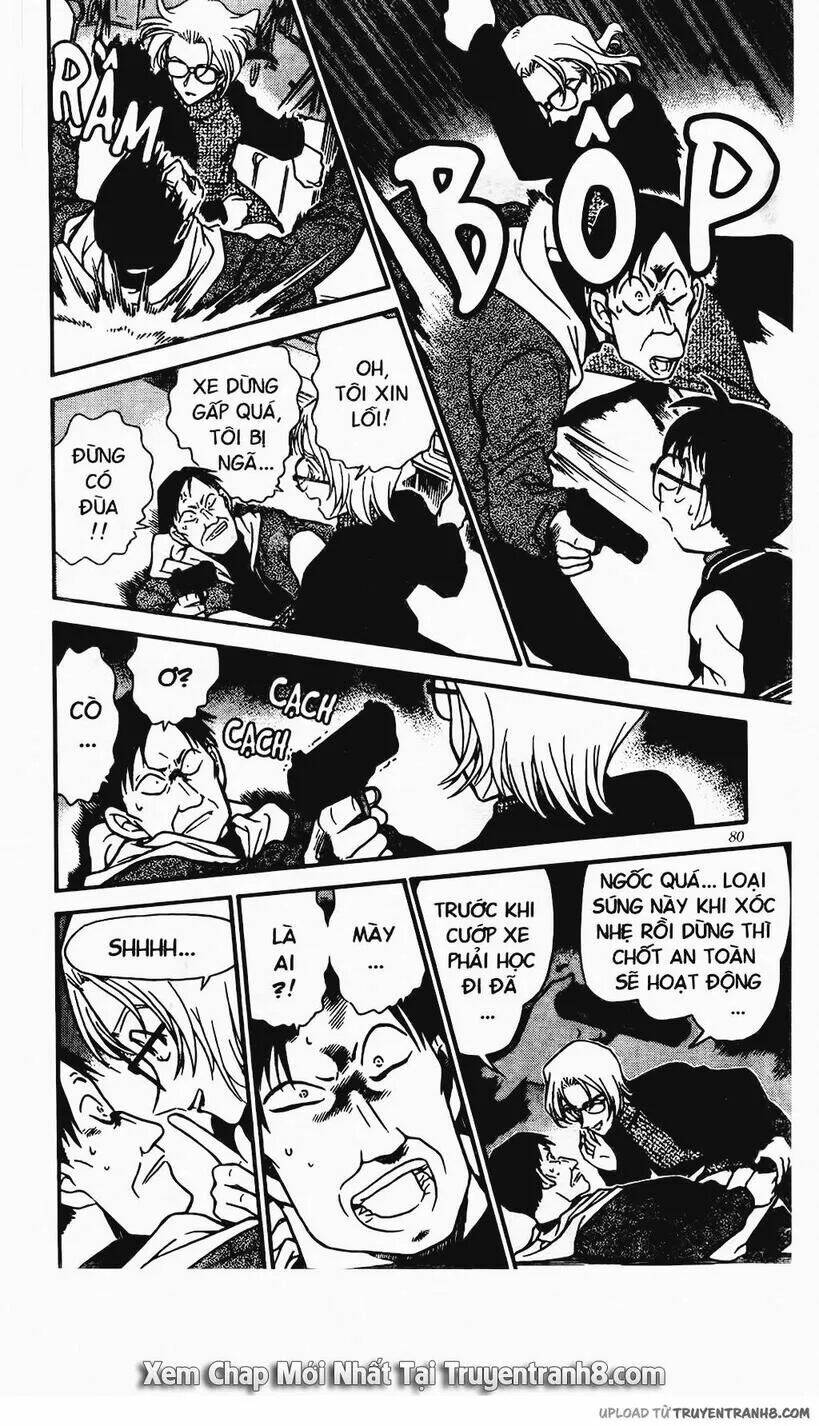 BỐP
RẦM
OH,
TÔI XIN
LỖI!
XE DỪNG
GẤP QUÁ,
TÔI BỊ
NGÃ...
ĐỪNG
CÓ
ĐÙA
!!
CẠCH
CẠCH
Ơ?
CÒ
...
80
NGỐC QUÁ... LOẠI
SÚNG NÀY KHI XÓC
NHẸ RỒI DỪNG THÌ
CHỐT AN TOÀN
SẼ HOẠT ĐỘNG
...
TRƯỚC KHI
CƯỚP XE
PHẢI HỌC
ĐI ĐÃ
...
MÀY
...
LÀ
AI
?!
SHHHH...
Xem Chap Mới Nhất Tại Truyentranh8.com
UPLOAD TỪ TRUYENTRANH8.COM